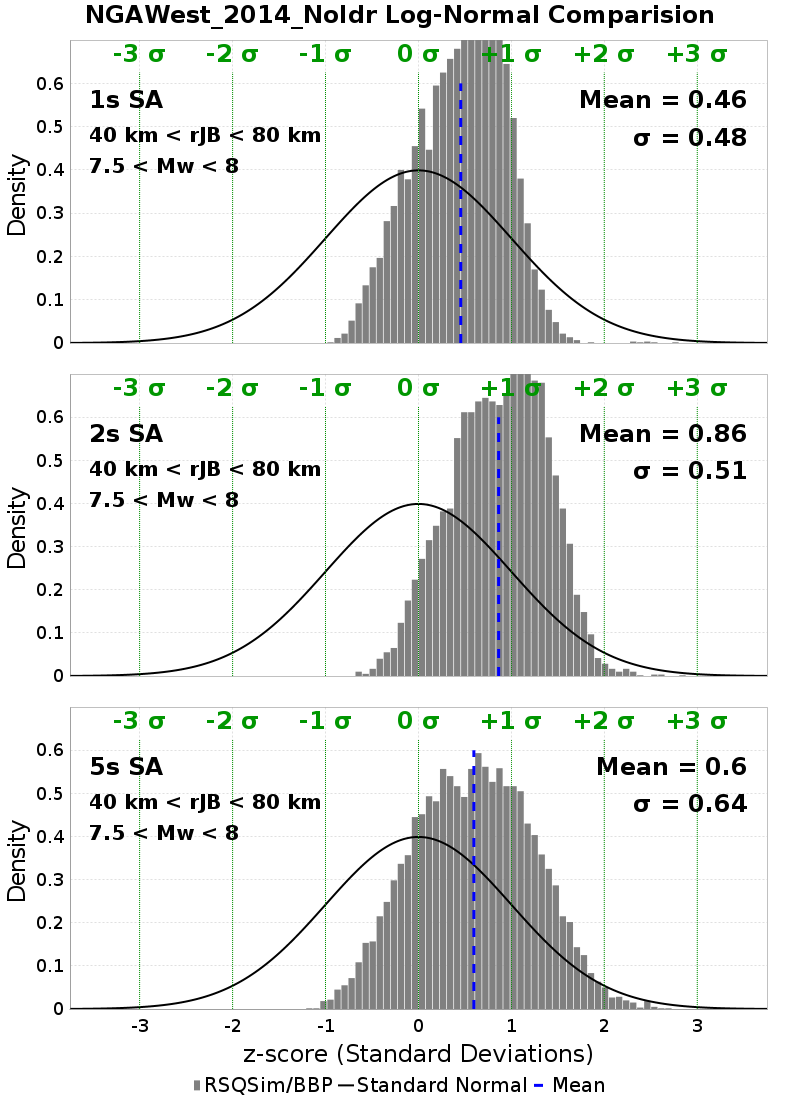 NGAWest_2014_NoIdr Log-Normal Comparision
-3 σ -2 σ -1 σ 0 σ +1 σ +2 σ +3 σ
1s SA
Mean = 0.46
40 km < rJB < 80 km
σ = 0.48
7.5 < Mw < 8
Density
0.6
0.5
0.4
0.3
0.2
0.1
0
-3 σ -2 σ -1 σ 0 σ +1 σ +2 σ +3 σ
2s SA
Mean = 0.86
40 km < rJB < 80 km
σ = 0.51
7.5 < Mw < 8
Density
0.6
0.5
0.4
0.3
0.2
0.1
0
-3 σ -2 σ -1 σ 0 σ +1 σ +2 σ +3 σ
5s SA
Mean = 0.6
40 km < rJB < 80 km
σ = 0.64
7.5 < Mw < 8
Density
0.6
0.5
0.4
0.3
0.2
0.1
0
-3 -2 -1 0 1 2 3
z-score (Standard Deviations)
RSQSim/BBP Standard Normal Mean